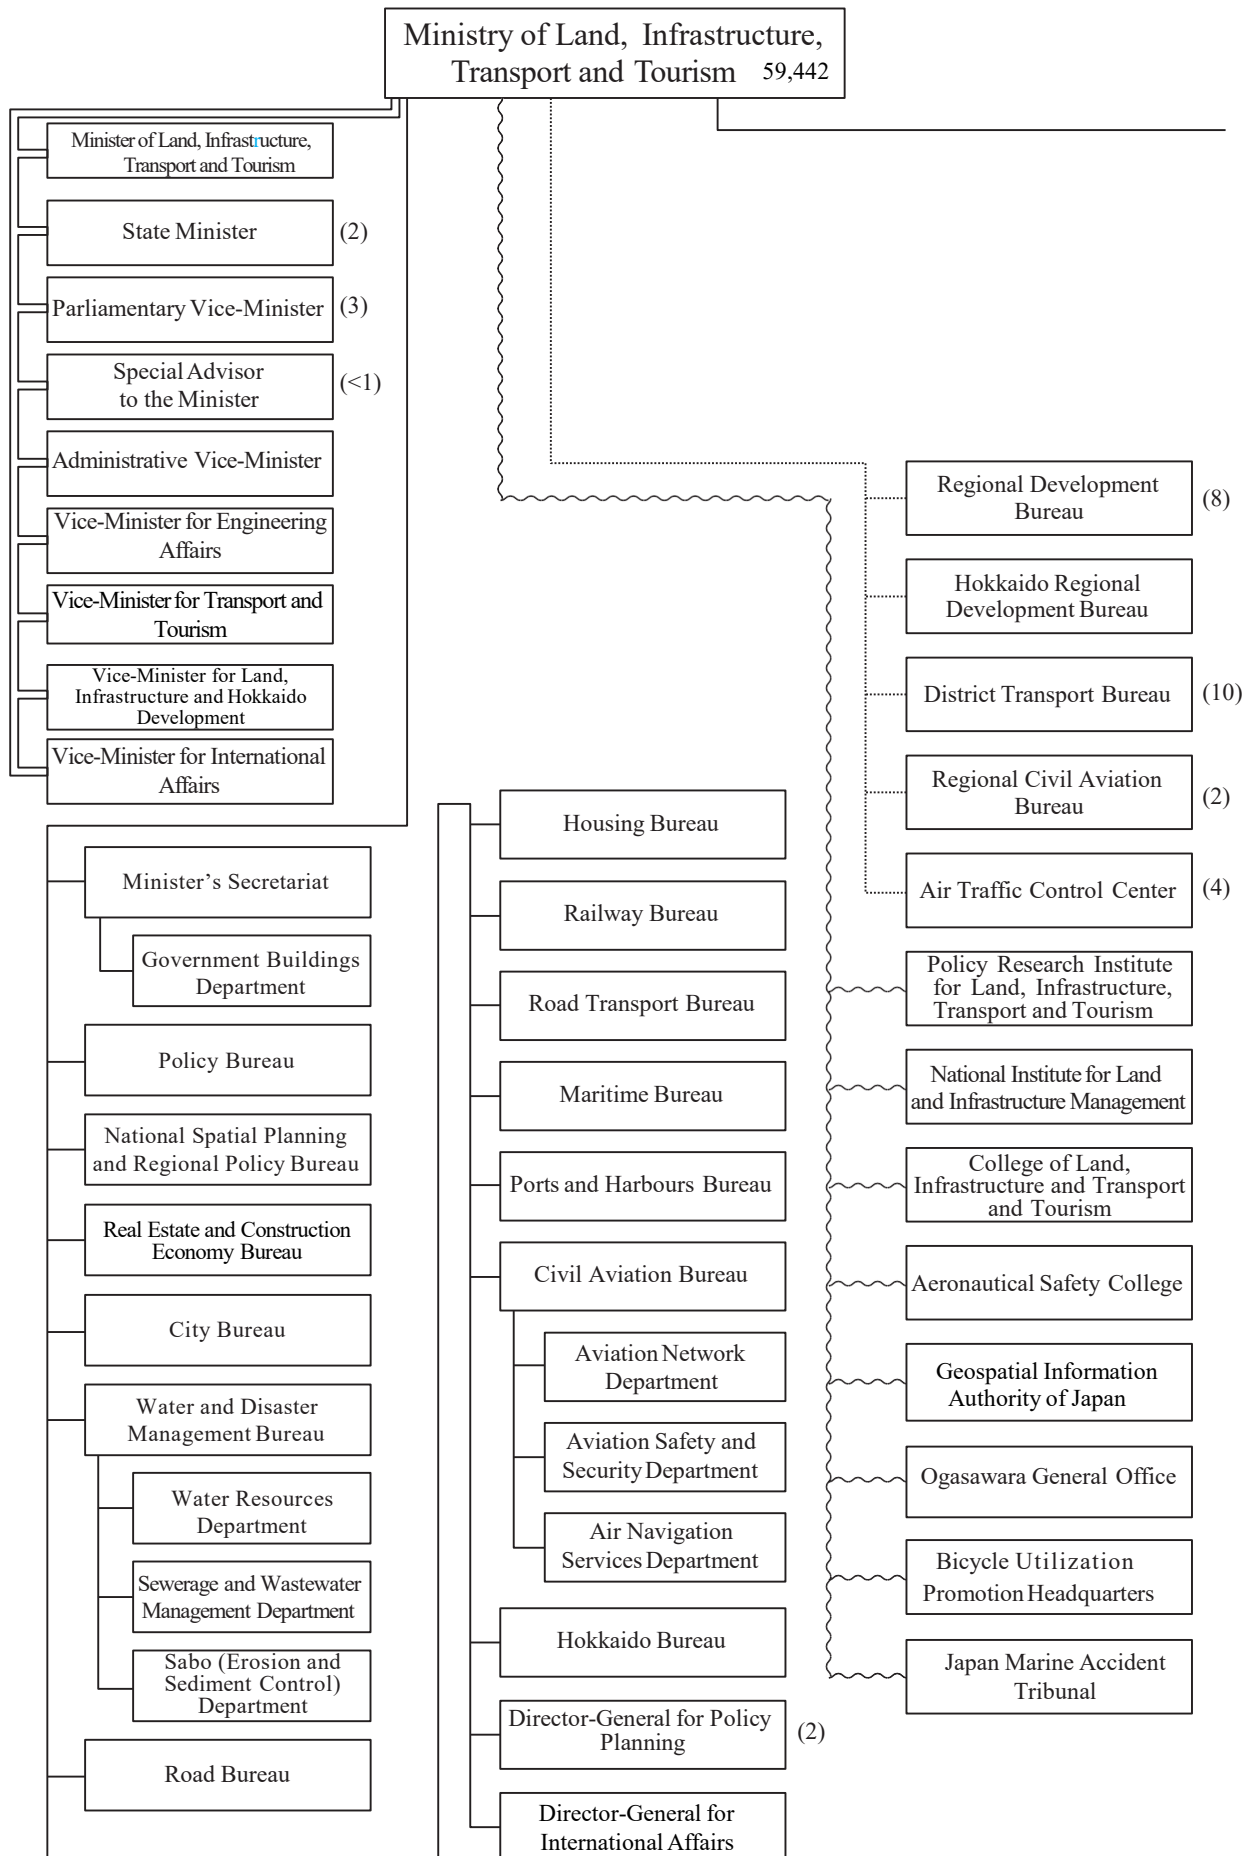 Ministry of Land, Infrastructure,
Transport and Tourism 59,442
Minister of Land, Infrastructure,
Transport and Tourism
State Minister (2)
Parliamentary Vice-Minister (3)
Special Advisor
to the Minister (<1)
Administrative Vice-Minister
Vice-Minister for Engineering
Affairs
Vice-Minister for Transport and
Tourism
Vice-Minister for Land,
Infrastructure and Hokkaido
Development
Vice-Minister for International
Affairs
Minister’s Secretariat
Government Buildings
Department
Policy Bureau
National Spatial Planning
and Regional Policy Bureau
Real Estate and Construction
Economy Bureau
City Bureau
Water and Disaster
Management Bureau
Water Resources
Department
Sewerage and Wastewater
Management Department
Sabo (Erosion and
Sediment Control)
Department
Road Bureau
Housing Bureau
Railway Bureau
Road Transport Bureau
Maritime Bureau
Ports and Harbours Bureau
Civil Aviation Bureau
Aviation Network
Department
Aviation Safety and
Security Department
Air Navigation
Services Department
Hokkaido Bureau
Director-General for Policy
Planning (2)
Director-General for
International Affairs
Regional Development
Bureau (8)
Hokkaido Regional
Development Bureau
District Transport Bureau (10)
Regional Civil Aviation
Bureau (2)
Air Traffic Control Center (4)
Policy Research Institute
for Land, Infrastructure,
Transport and Tourism
National Institute for Land
and Infrastructure Management
College of Land,
Infrastructure and Transport
and Tourism
Aeronautical Safety College
Geospatial Information
Authority of Japan
Ogasawara General Office
Bicycle Utilization
Promotion Headquarters
Japan Marine Accident
Tribunal